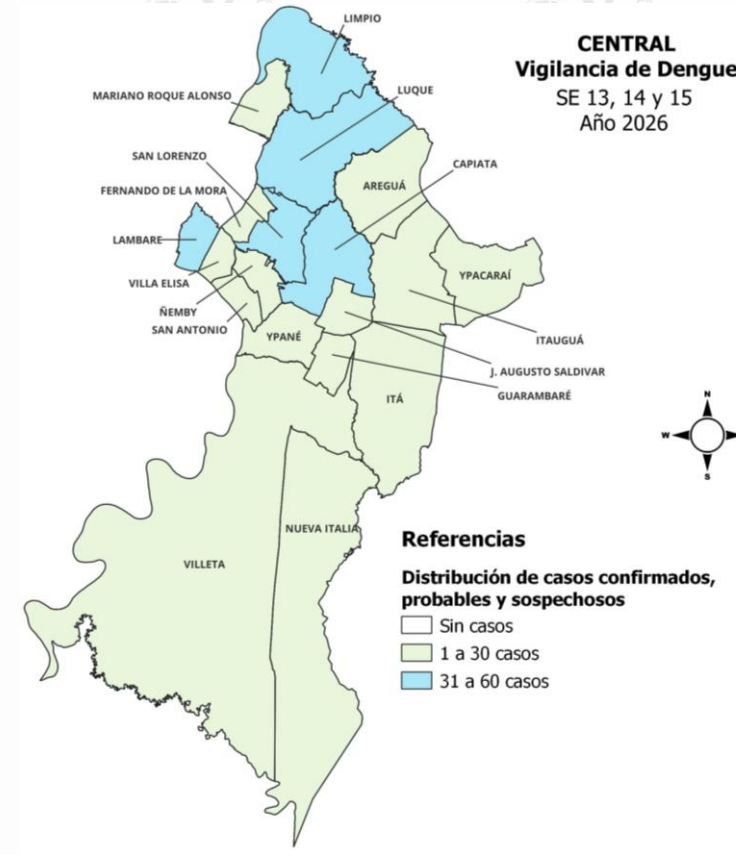 CENTRAL
Vigilancia de Dengue
SE 13, 14 y 15
Año 2026
LIMPIO
MARIANO ROQUE ALONSO
LUQUE
SAN LORENZO
CAPIATA
FERNANDO DE LA MORA
AREGUÁ
LAMBARE
YPACARAÍ
VILLA ELISA
ÑEMBY
SAN ANTONIO
YPANÉ
ITAUGUÁ
J. AUGUSTO SALDIVAR
GUARAMBARÉ
ITÁ
N
W
S
NUEVA ITALIA
VILLETA
Referencias
Distribución de casos confirmados,
probables y sospechosos
Sin casos
1 a 30 casos
31 a 60 casos